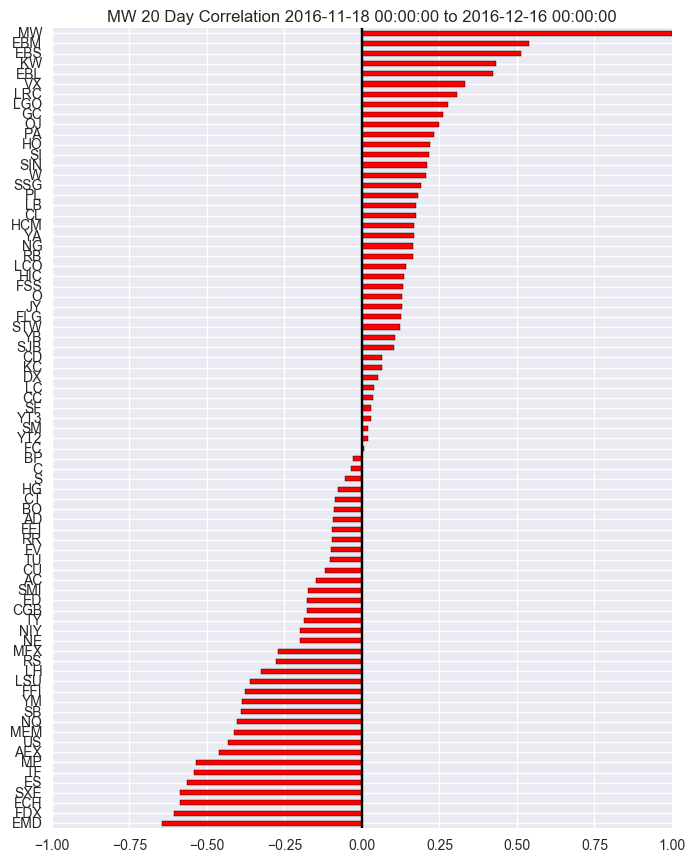 MW 20 Day Correlation 2016-11-18 00:00:00 to 2016-12-16 00:00:00
MW
EBM
EBS
KW
EBL
VX
LRC
LGO
GC
OJ
PA
HO
SI
SIN
W
SSG
PL
LB
CL
HCM
YA
NG
RB
LCO
HIC
FSS
O
JY
FLG
STW
YB
SJB
CD
KC
DX
LC
CC
SF
YT3
SM
YT2
FC
BP
C
S
HG
CT
BO
AD
RR
FV
TU
CU
AC
SMI
ED
CGB
TY
NIY
NE
MFX
RS
LH
LSU
YM
SB
NQ
MEM
US
AEX
MP
TF
ES
SXE
FCH
FDX
EMD
−1.00 −0.75 −0.50 −0.25 0.00 0.25 0.50 0.75 1.00